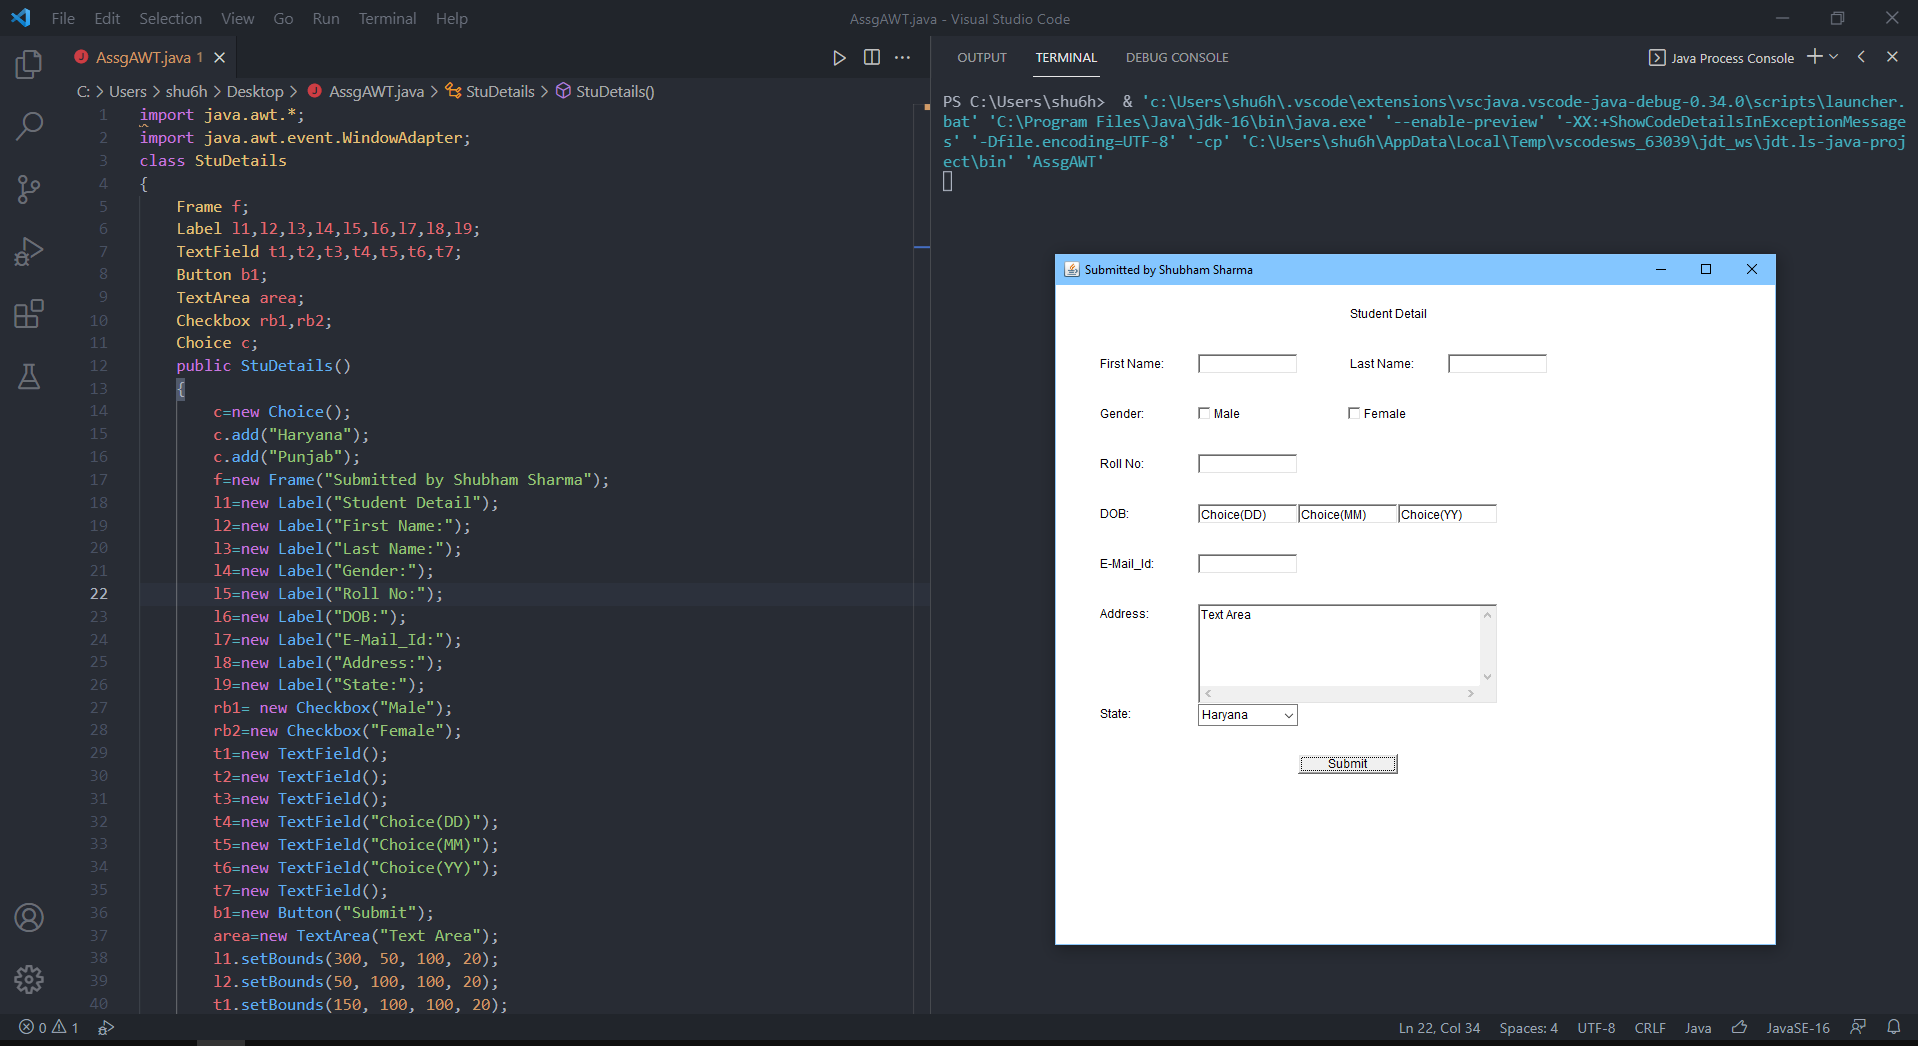 File Edit Selection View Go Run Terminal Help
AssgAWT.java - Visual Studio Code
AssgAWT.java 1
C: > Users > shu6h > Desktop > AssgAWT.java > StuDetails > StuDetails()
1 import java.awt.*;
2 import java.awt.event.WindowAdapter;
3 class StuDetails
4 {
5 Frame f;
6 Label l1,l2,l3,l4,l5,l6,l7,l8,l9;
7 TextField t1,t2,t3,t4,t5,t6,t7;
8 Button b1;
9 TextArea area;
10 Checkbox rb1,rb2;
11 Choice c;
12 public StuDetails()
13 {
14 c=new Choice();
15 c.add("Haryana");
16 c.add("Punjab");
17 f=new Frame("Submitted by Shubham Sharma");
18 l1=new Label("Student Detail");
19 l2=new Label("First Name:");
20 l3=new Label("Last Name:");
21 l4=new Label("Gender:");
22 l5=new Label("Roll No:");
23 l6=new Label("DOB:");
24 l7=new Label("E-Mail_Id:");
25 l8=new Label("Address:");
26 l9=new Label("State:");
27 rb1= new Checkbox("Male");
28 rb2=new Checkbox("Female");
29 t1=new TextField();
30 t2=new TextField();
31 t3=new TextField();
32 t4=new TextField("Choice(DD)");
33 t5=new TextField("Choice(MM)");
34 t6=new TextField("Choice(YY)");
35 t7=new TextField();
36 b1=new Button("Submit");
37 area=new TextArea("Text Area");
38 l1.setBounds(300, 50, 100, 20);
39 l2.setBounds(50, 100, 100, 20);
40 t1.setBounds(150, 100, 100, 20);
OUTPUT TERMINAL DEBUG CONSOLE
Java Process Console
PS C:\Users\shu6h>  & 'c:\Users\shu6h\.vscode\extensions\vscjava.vscode-java-debug-0.34.0\scripts\launcher.
bat' 'C:\Program Files\Java\jdk-16\bin\java.exe' '--enable-preview' '-XX:+ShowCodeDetailsInExceptionMessage
s' '-Dfile.encoding=UTF-8' '-cp' 'C:\Users\shu6h\AppData\Local\Temp\vscodesws_63039\jdt_ws\jdt.ls-java-proj
ect\bin' 'AssgAWT'
Submitted by Shubham Sharma
Student Detail
First Name: Last Name:
Gender: Male Female
Roll No:
DOB: Choice(DD) Choice(MM) Choice(YY)
E-Mail_Id:
Address: Text Area
State: Haryana
Submit
0 1
Ln 22, Col 34 Spaces: 4 UTF-8 CRLF Java JavaSE-16